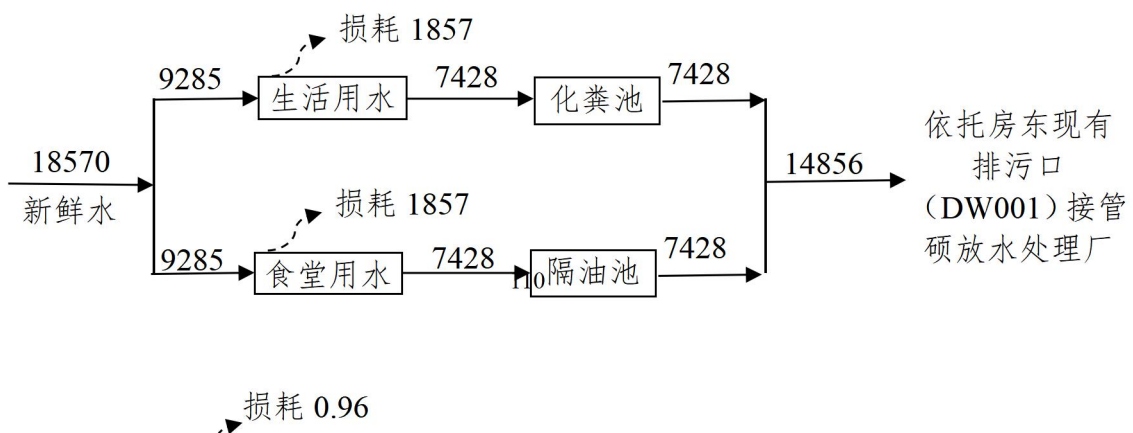 损耗 1857
9285
生活用水
7428
化粪池
7428
18570
新鲜水
14856
依托房东现有
排污口
（DW001）接管
硕放水处理厂
损耗 1857
9285
食堂用水
7428
110
隔油池
7428
损耗 0.96